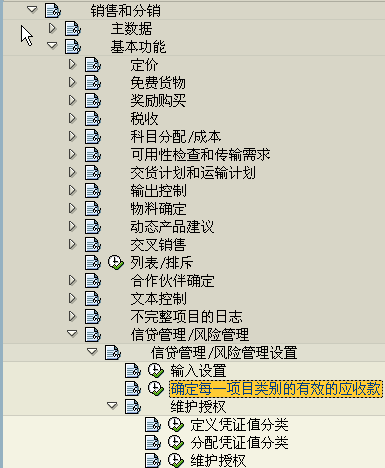 销售和分销
主数据
基本功能
定价
免费货物
奖励购买
税收
科目分配/成本
可用性检查和传输需求
交货计划和运输计划
输出控制
物料确定
动态产品建议
交叉销售
列表/排斥
合作伙伴确定
文本控制
不完整项目的日志
信贷管理/风险管理
信贷管理/风险管理设置
输入设置
确定每一项目类别的有效的应收款
维护授权
定义凭证值分类
分配凭证值分类
维护授权